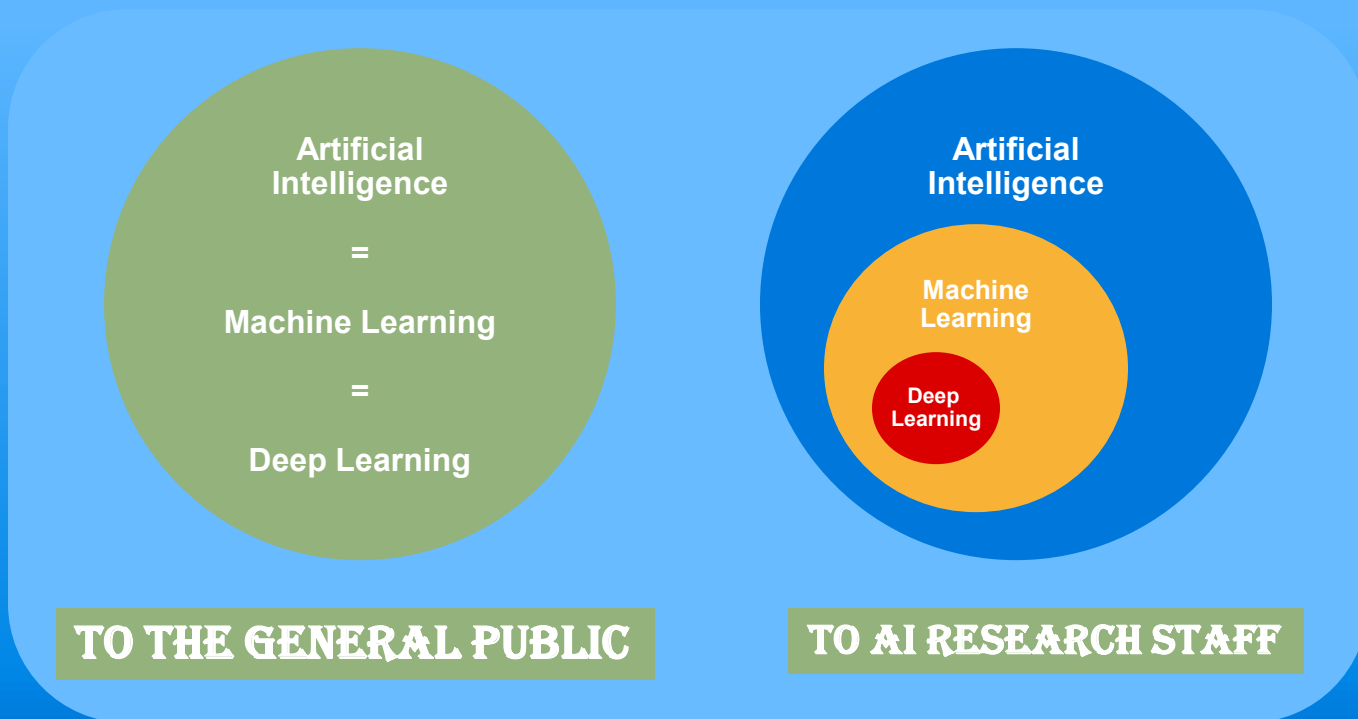 Artificial
Intelligence
=
Machine Learning
=
Deep Learning
TO THE GENERAL PUBLIC
Artificial
Intelligence
Machine
Learning
Deep
Learning
TO AI RESEARCH STAFF